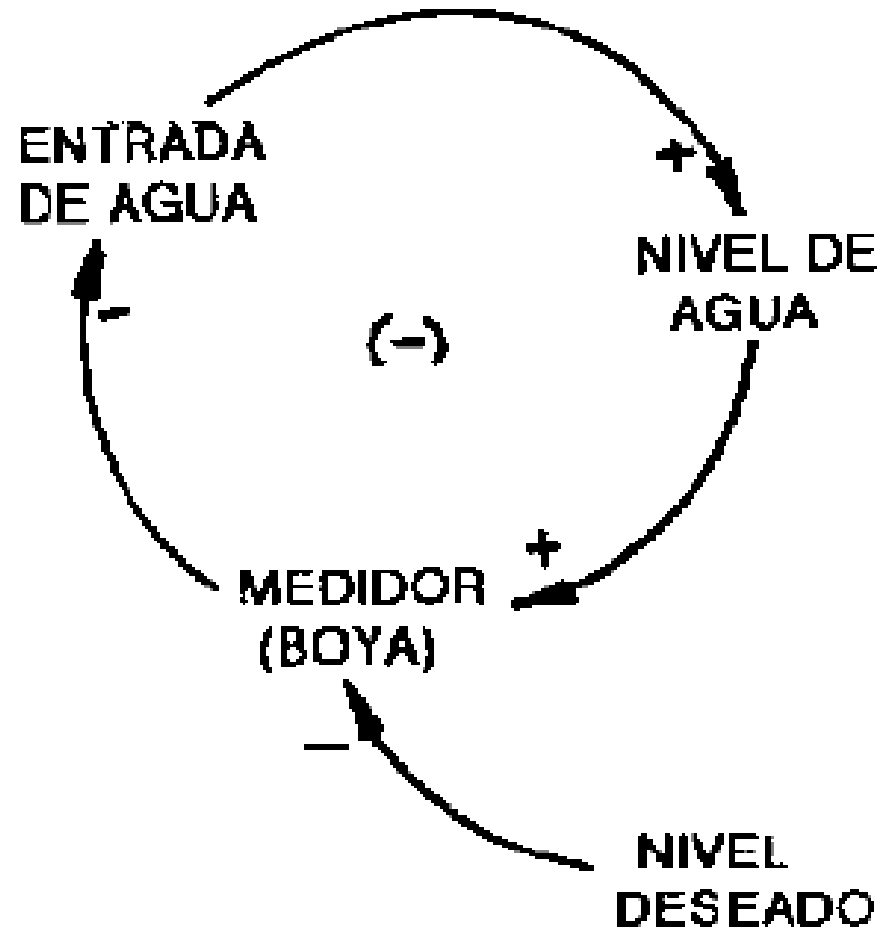 ENTRADA
DE AGUA
+
NIVEL DE
AGUA
-
(-)
+
MEDIDOR
(BOYA)
-
NIVEL
DESEADO